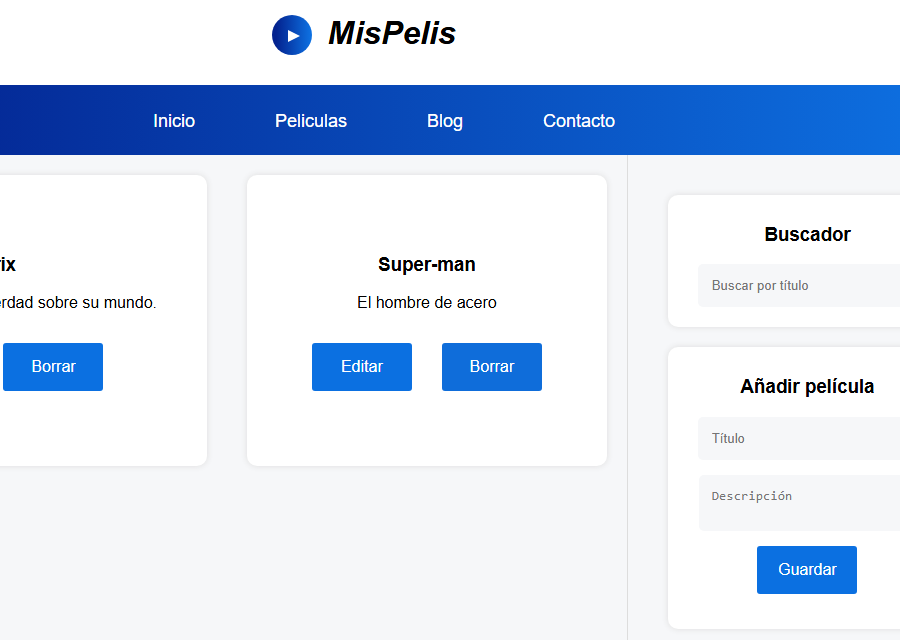 MisPelis
Inicio Peliculas Blog Contacto
ix
erdad sobre su mundo.
Borrar
Super-man
El hombre de acero
Editar Borrar
Buscador
Buscar por título
Añadir película
Título
Descripción
Guardar